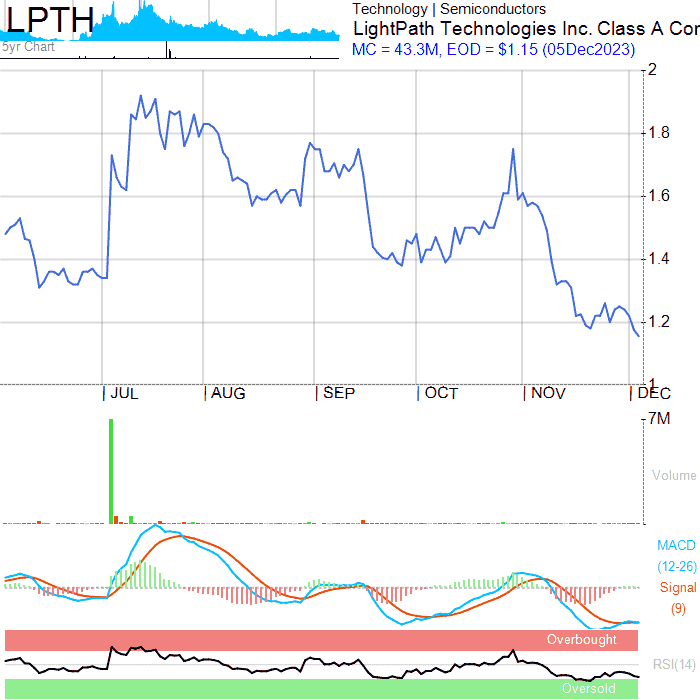 LPTH
5yr Chart
Technology | Semiconductors
LightPath Technologies Inc. Class A Cor
MC = 43.3M, EOD = $1.15 (05Dec2023)
2
1.8
1.6
1.4
1.2
1
JUL AUG SEP OCT NOV DEC
7M
Volume
MACD
(12-26)
Signal
(9)
Overbought
RSI(14)
Oversold